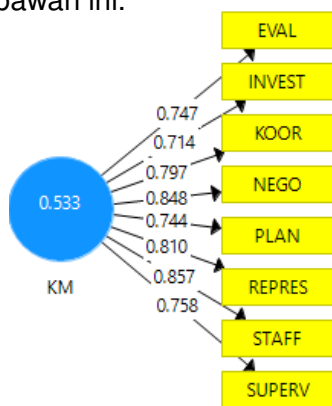 bawah ini.
EVAL
INVEST
KOOR
NEGO
PLAN
REPRES
STAFF
SUPERV
0.747
0.714
0.797
0.848
0.744
0.810
0.857
0.758
0.533
KM